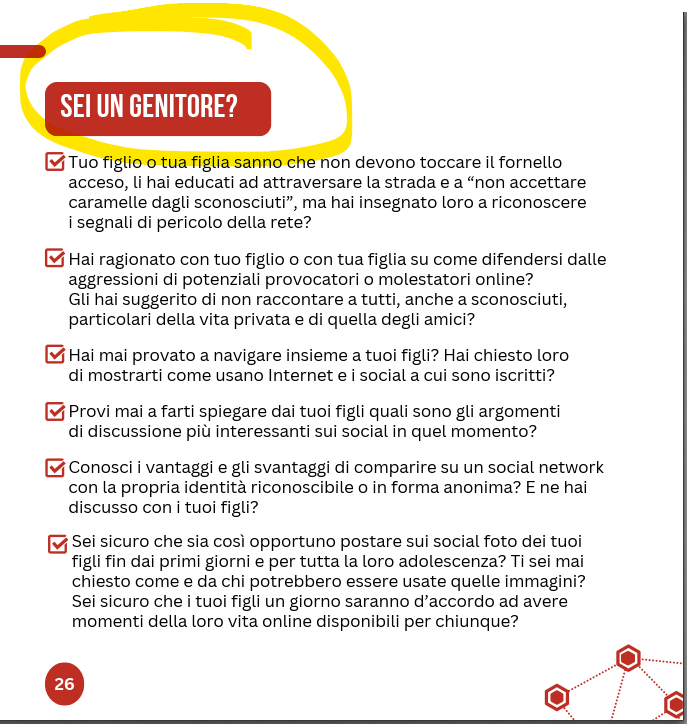 SEI UN GENITORE?
Tuo figlio o tua figlia sanno che non devono toccare il fornello
acceso, li hai educati ad attraversare la strada e a “non accettare
caramelle dagli sconosciuti”, ma hai insegnato loro a riconoscere
i segnali di pericolo della rete?
Hai ragionato con tuo figlio o con tua figlia su come difendersi dalle
aggressioni di potenziali provocatori o molestatori online?
Gli hai suggerito di non raccontare a tutti, anche a sconosciuti,
particolari della vita privata e di quella degli amici?
Hai mai provato a navigare insieme a tuoi figli? Hai chiesto loro
di mostrarti come usano Internet e i social a cui sono iscritti?
Provi mai a farti spiegare dai tuoi figli quali sono gli argomenti
di discussione più interessanti sui social in quel momento?
Conosci i vantaggi e gli svantaggi di comparire su un social network
con la propria identità riconoscibile o in forma anonima? E ne hai
discusso con i tuoi figli?
Sei sicuro che sia così opportuno postare sui social foto dei tuoi
figli fin dai primi giorni e per tutta la loro adolescenza? Ti sei mai
chiesto come e da chi potrebbero essere usate quelle immagini?
Sei sicuro che i tuoi figli un giorno saranno d’accordo ad avere
momenti della loro vita online disponibili per chiunque?
26